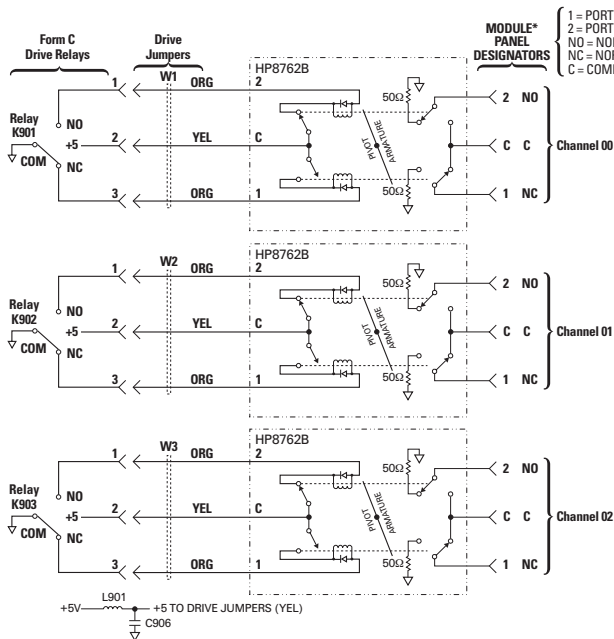 Form C
Drive Relays
Drive
Jumpers
MODULE*
PANEL
DESIGNATORS
1 = PORT
2 = PORT
NO = NO
NC = NO
C = COM
W1
HP8762B
1 ORG 2
50Ω
2 NO
Relay
K901
NO
+5
COM
NC
2 YEL C
PIVOT
ARMATURE
C C
Channel 00
3 ORG 1
50Ω
1 NC
W2
HP8762B
1 ORG 2
50Ω
2 NO
Relay
K902
NO
+5
COM
NC
2 YEL C
PIVOT
ARMATURE
C C
Channel 01
3 ORG 1
50Ω
1 NC
W3
HP8762B
1 ORG 2
50Ω
2 NO
Relay
K903
NO
+5
COM
NC
2 YEL C
PIVOT
ARMATURE
C C
Channel 02
3 ORG 1
50Ω
1 NC
L901
+5V
+5 TO DRIVE JUMPERS (YEL)
C906